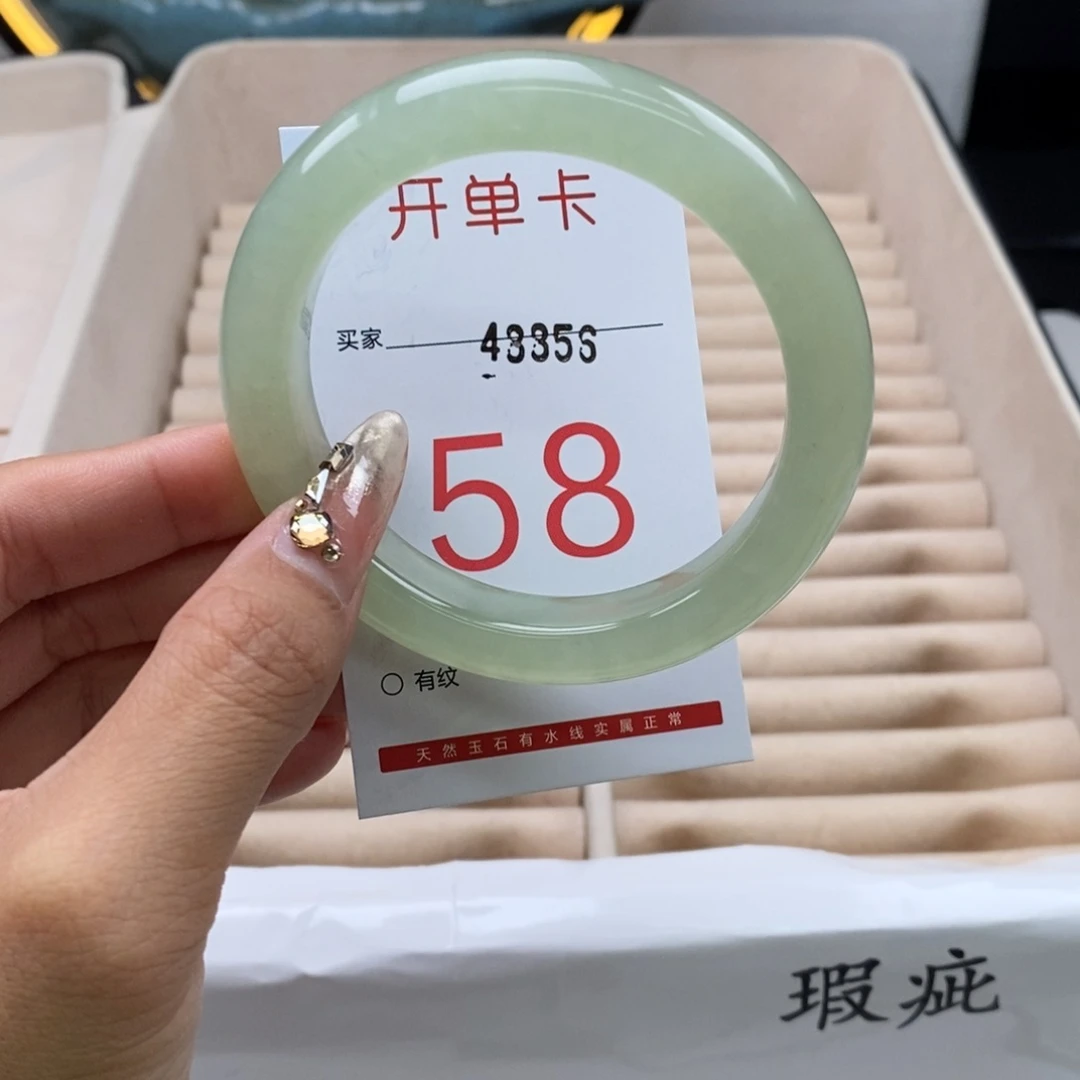 开单卡
买家 43356
58
○ 有纹
天然玉石有水线实属正常
瑕疵